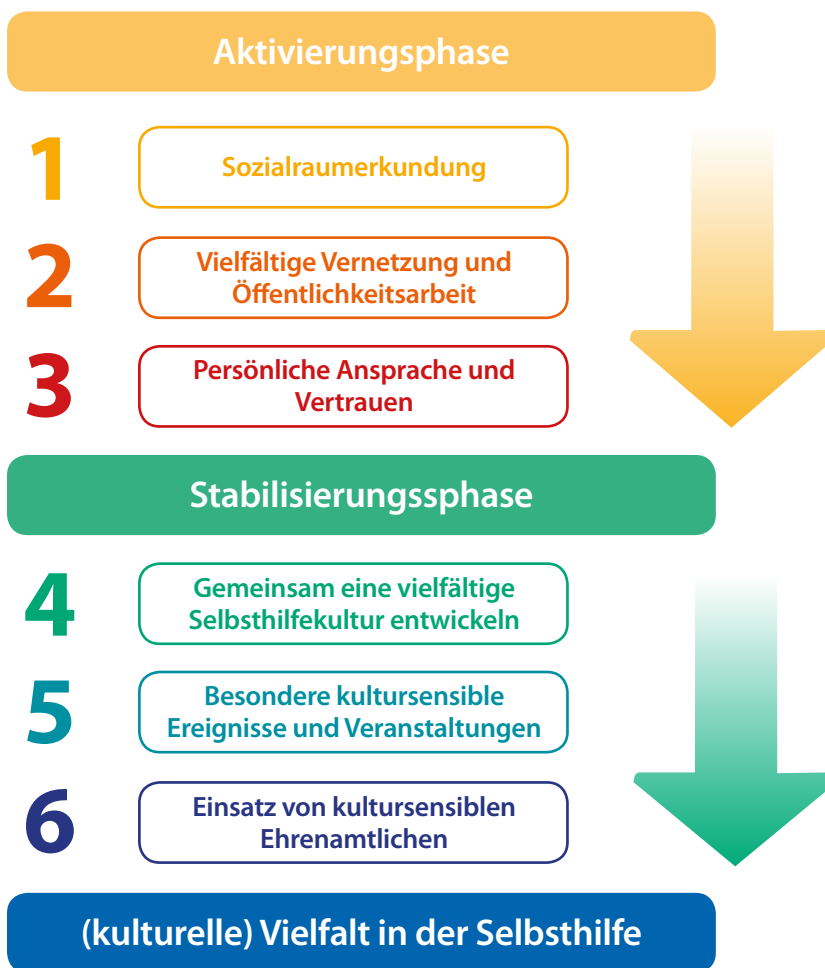 Aktivierungsphase
1
Sozialraumerkundung
2
Vielfältige Vernetzung und
Öffentlichkeitsarbeit
3
Persönliche Ansprache und
Vertrauen
Stabilisierungssphase
4
Gemeinsam eine vielfältige
Selbsthilfekultur entwickeln
5
Besondere kultursensible
Ereignisse und Veranstaltungen
6
Einsatz von kultursensiblen
Ehrenamtlichen
(kulturelle) Vielfalt in der Selbsthilfe